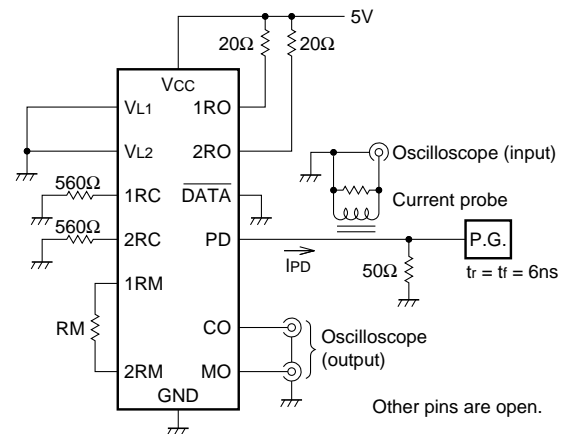 5V
20Ω 20Ω
VCC
VL1 1RO
VL2 2RO
560Ω
1RC DATA
560Ω
2RC PD
1RM
RM CO
2RM MO
GND
Oscilloscope (input)
Current probe
IPD
P.G.
50Ω
tr = tf = 6ns
Oscilloscope
(output)
Other pins are open.